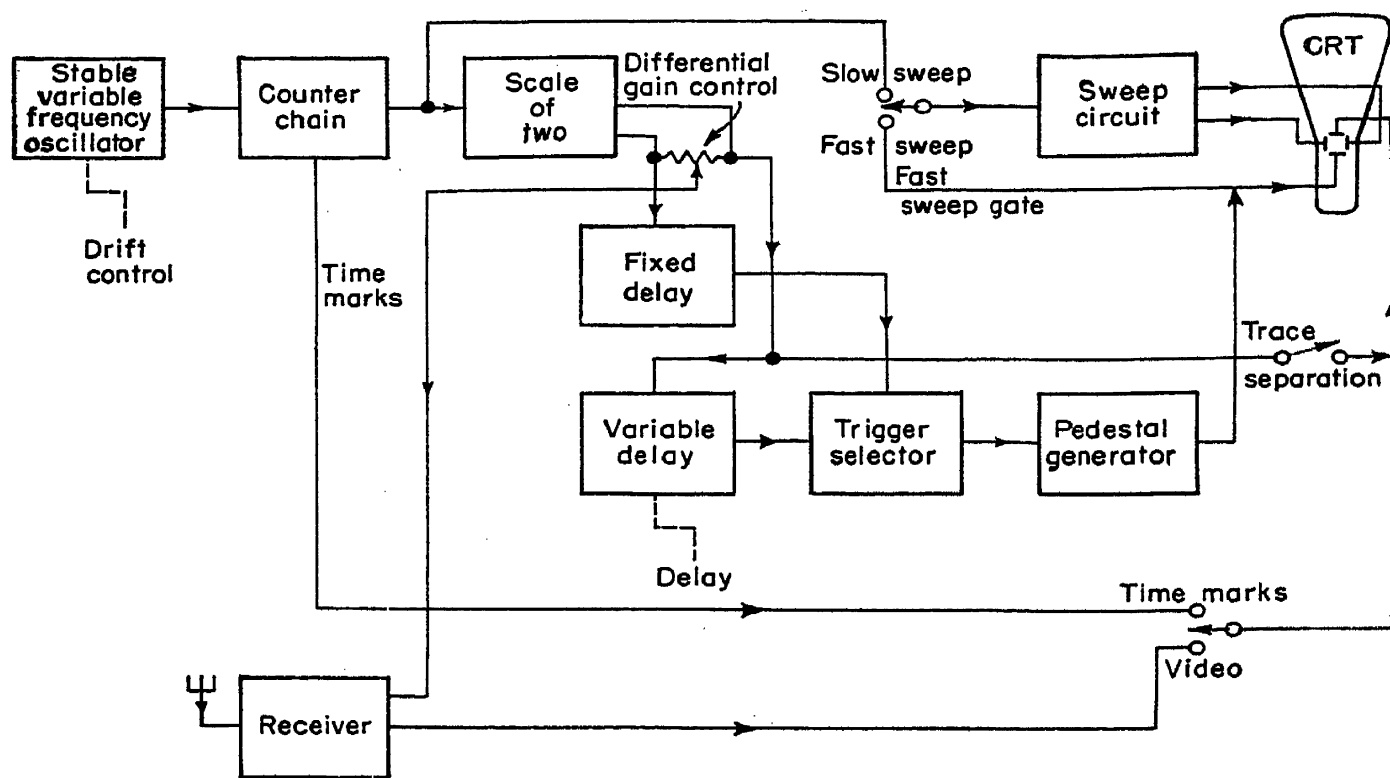 Stable
variable
frequency
oscillator
Drift
control
Counter
chain
Time
marks
Scale
of
two
Differential
gain control
Fixed
delay
Variable
delay
Delay
Trigger
selector
Pedestal
generator
Slow sweep
Fast sweep
Fast
sweep gate
Sweep
circuit
CRT
Trace
separation
Time marks
Video
Receiver